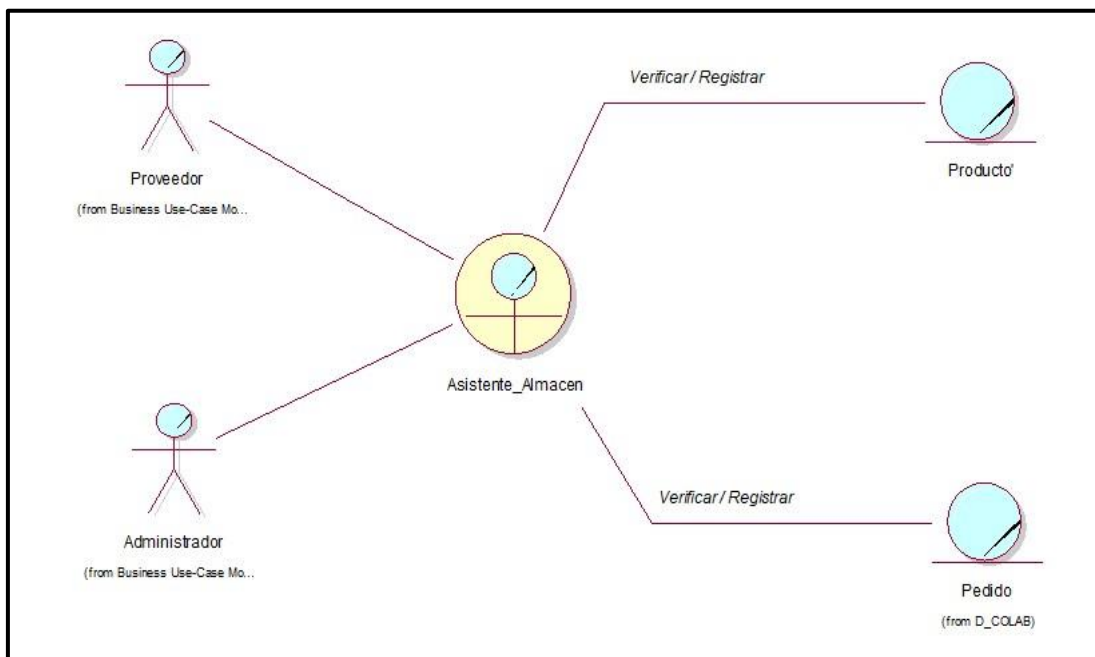 Verificar / Registrar
Proveedor
(from Business Use-Case Mo...
Producto'
Asistente_Almacen
Verificar / Registrar
Administrador
(from Business Use-Case Mo...
Pedido
(from D_COLAB)